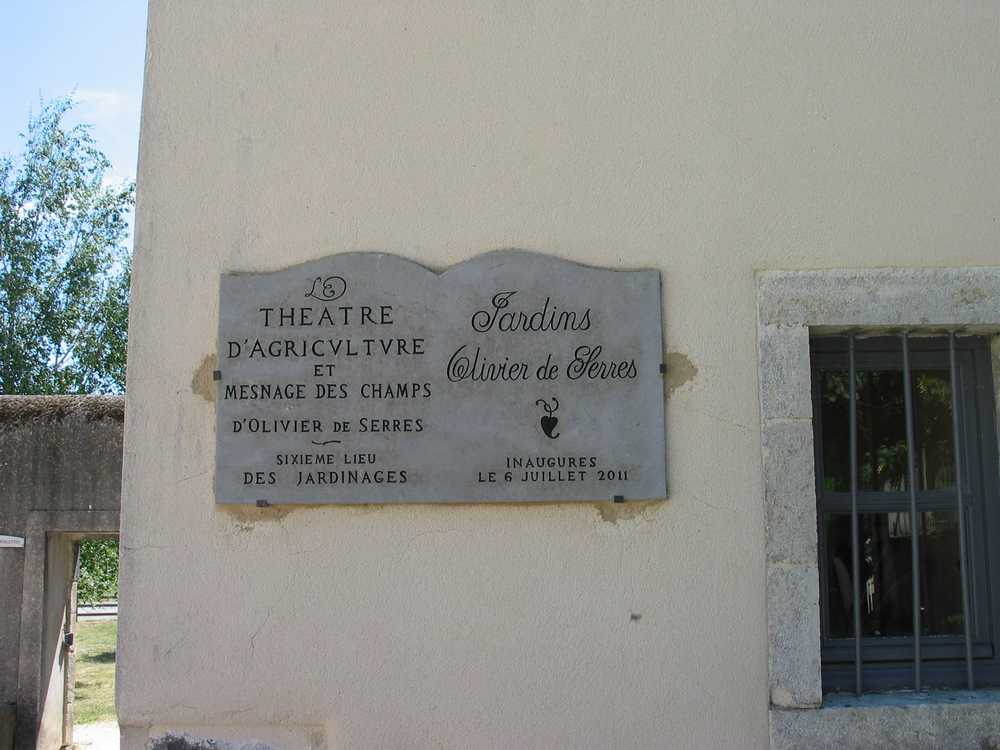 LE
THEATRE
D'AGRICVLTVRE
ET
MESNAGE DES CHAMPS
D'OLIVIER DE SERRES
SIXIEME LIEU
DES JARDINAGES
Jardins
Olivier de Serres
INAUGURES
LE 6 JUILLET 2011